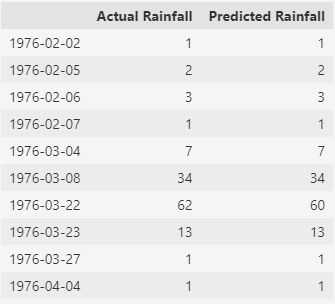 Actual Rainfall Predicted Rainfall
1976-02-02 1 1
1976-02-05 2 2
1976-02-06 3 3
1976-02-07 1 1
1976-03-04 7 7
1976-03-08 34 34
1976-03-22 62 60
1976-03-23 13 13
1976-03-27 1 1
1976-04-04 1 1